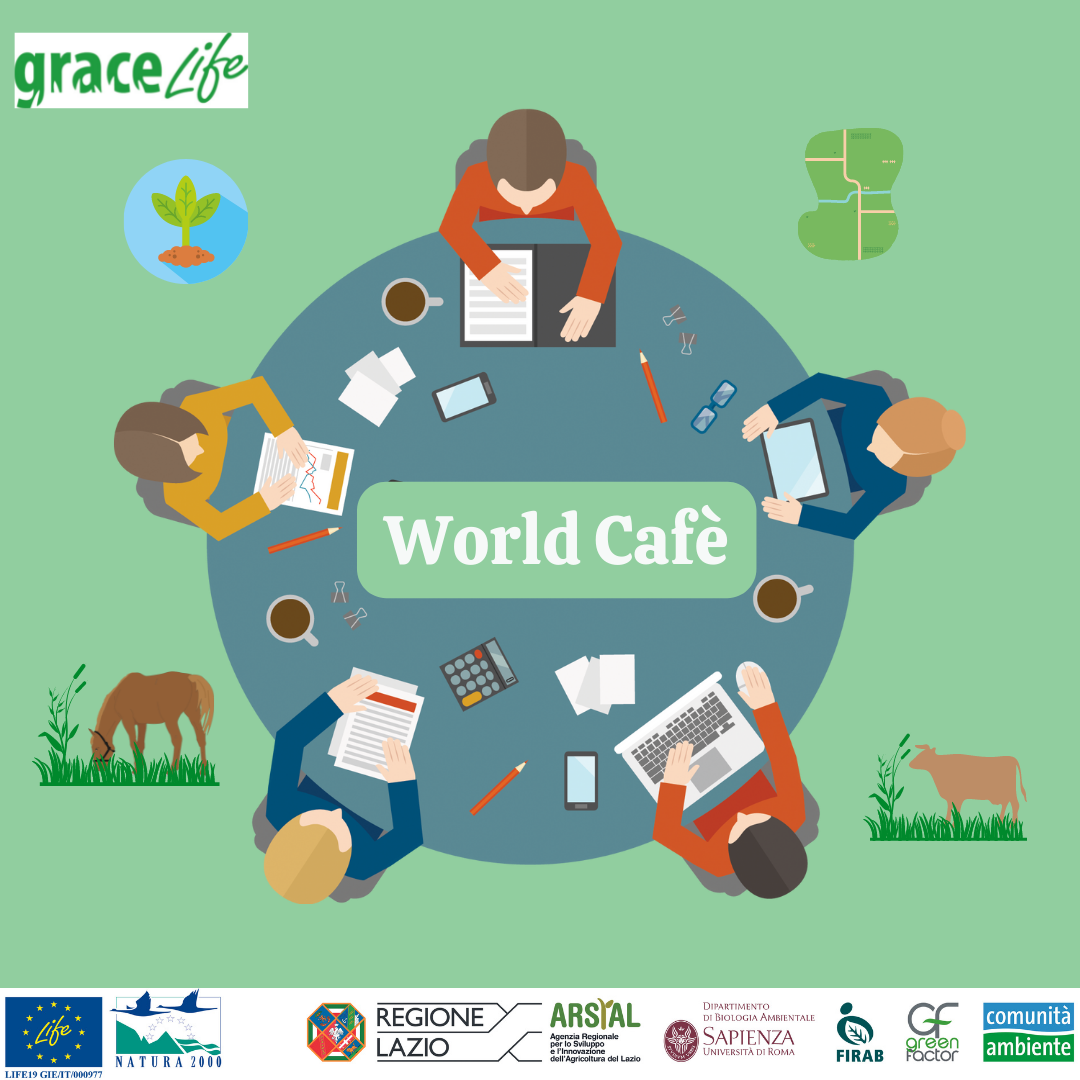 grace Life
World Cafè
Life
LIFE19 GIE/IT/000977
NATURA 2000
REGIONE
LAZIO
ARSIAL
Agenzia Regionale
per lo Sviluppo
e l'Innovazione
dell'Agricoltura del Lazio
DIPARTIMENTO
DI BIOLOGIA AMBIENTALE
SAPIENZA
UNIVERSITÀ DI ROMA
FIRAB
GF
green
factor
comunità
ambiente